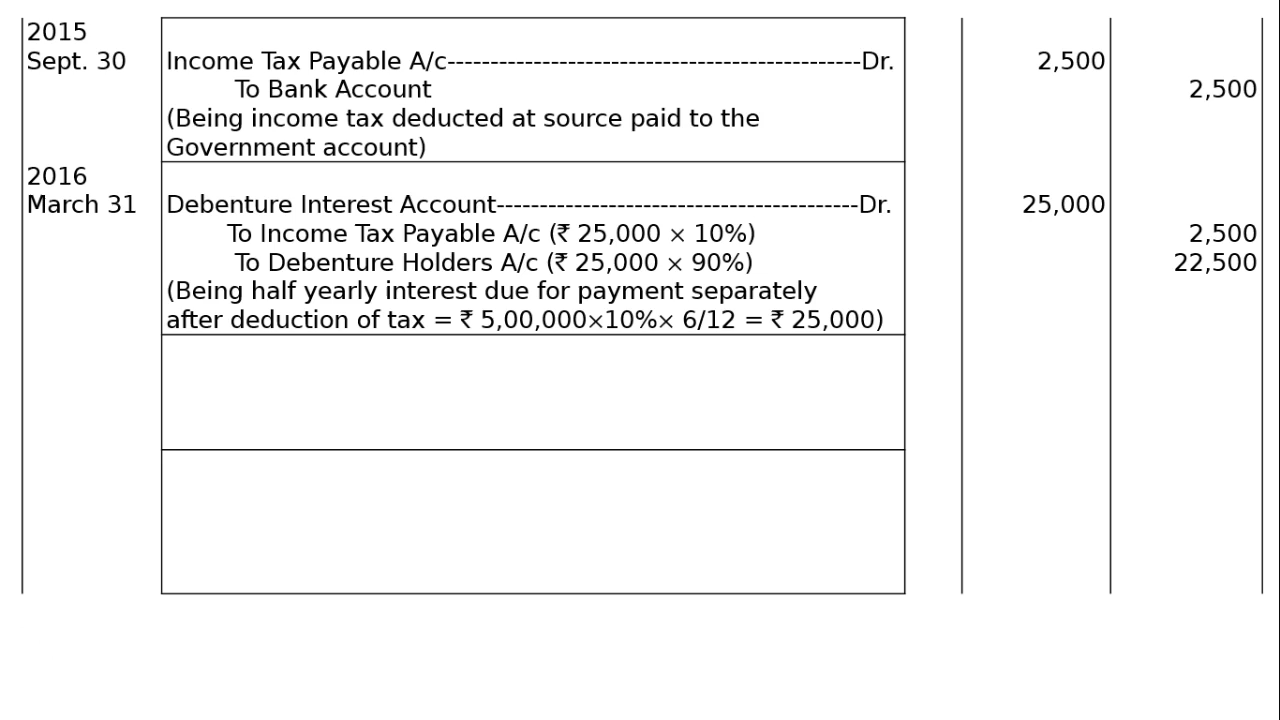 2015
Sept. 30 Income Tax Payable A/c------------------------------------------------Dr. 2,500
To Bank Account 2,500
(Being income tax deducted at source paid to the
Government account)
2016
March 31 Debenture Interest Account------------------------------------------Dr. 25,000
To Income Tax Payable A/c (₹ 25,000 × 10%) 2,500
To Debenture Holders A/c (₹ 25,000 × 90%) 22,500
(Being half yearly interest due for payment separately
after deduction of tax = ₹ 5,00,000×10%× 6/12 = ₹ 25,000)